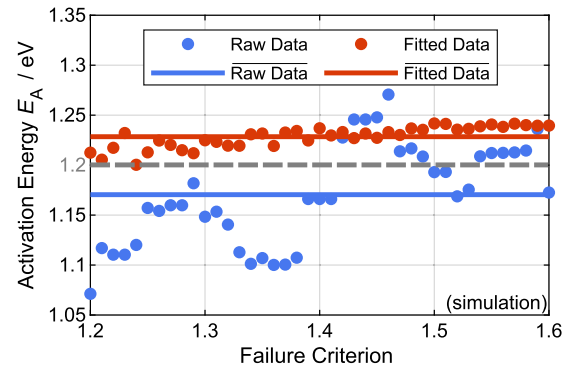 1.35
1.3
1.25
1.2
1.15
1.1
1.05
Activation Energy E_A / eV
Raw Data
Fitted Data
Raw Data
Fitted Data
(simulation)
1.2
1.3
1.4
1.5
1.6
Failure Criterion